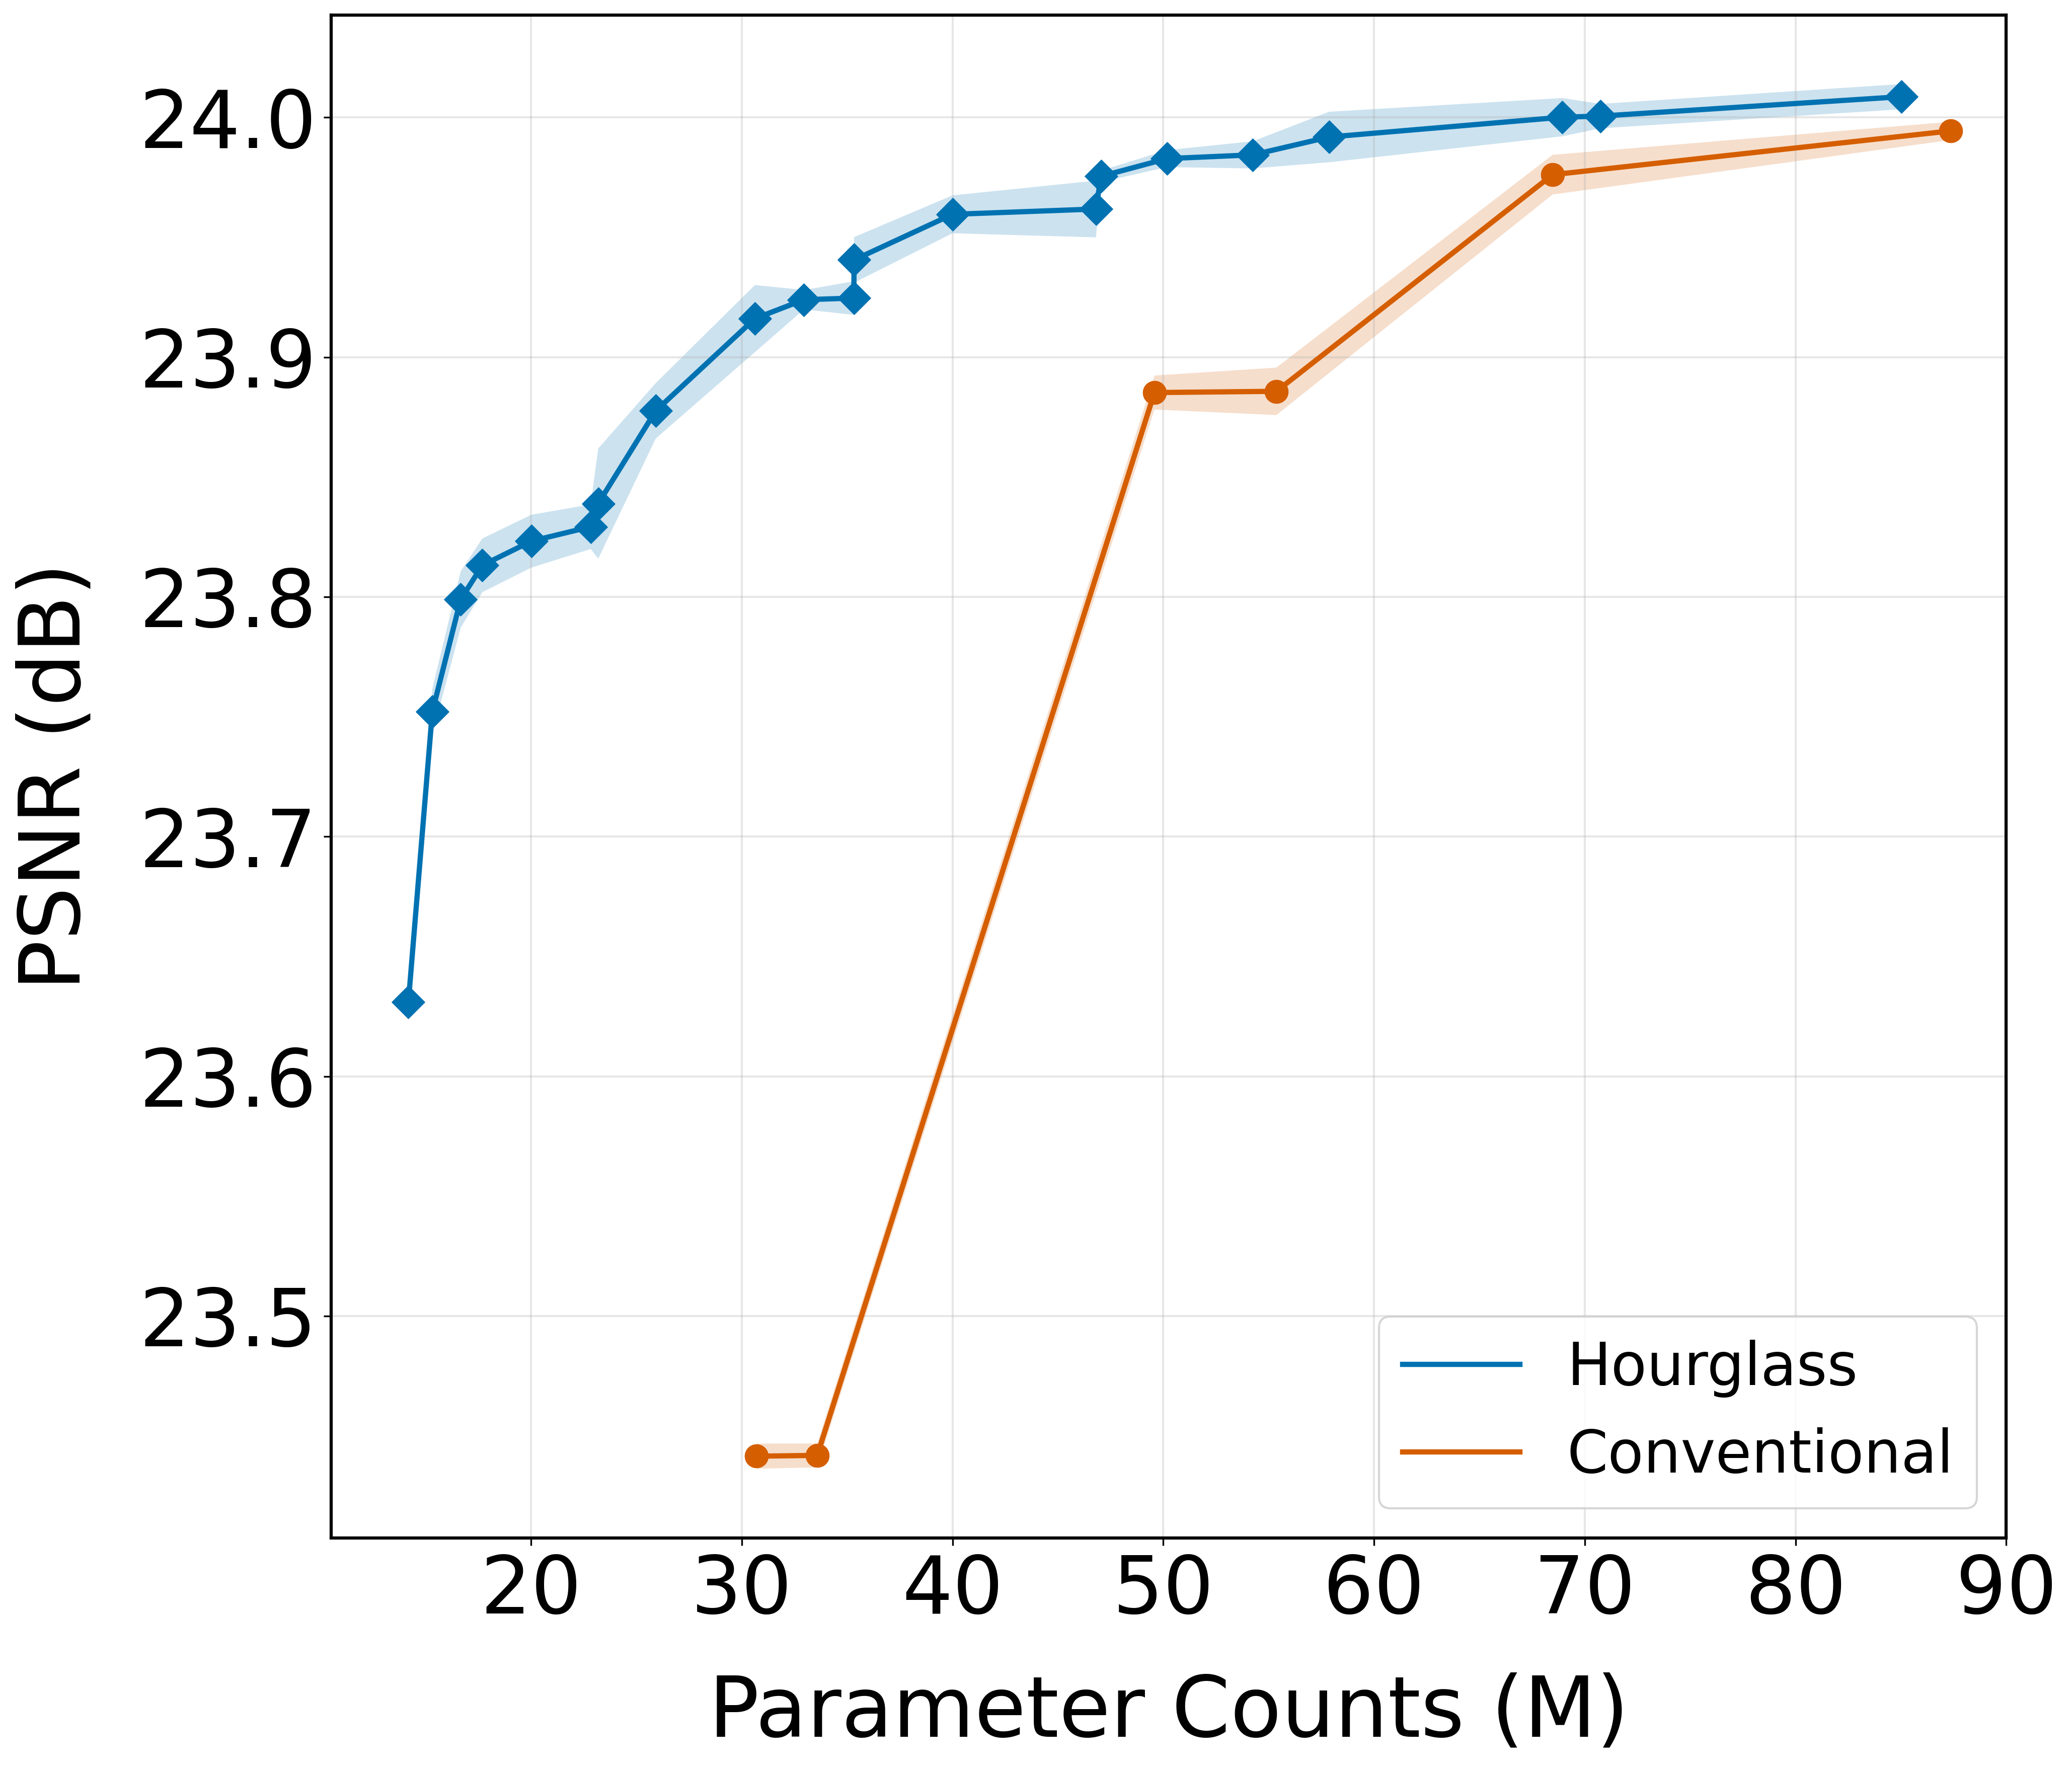 24.0
23.9
23.8
23.7
23.6
23.5
PSNR (dB)
20 30 40 50 60 70 80 90
Parameter Counts (M)
Hourglass
Conventional